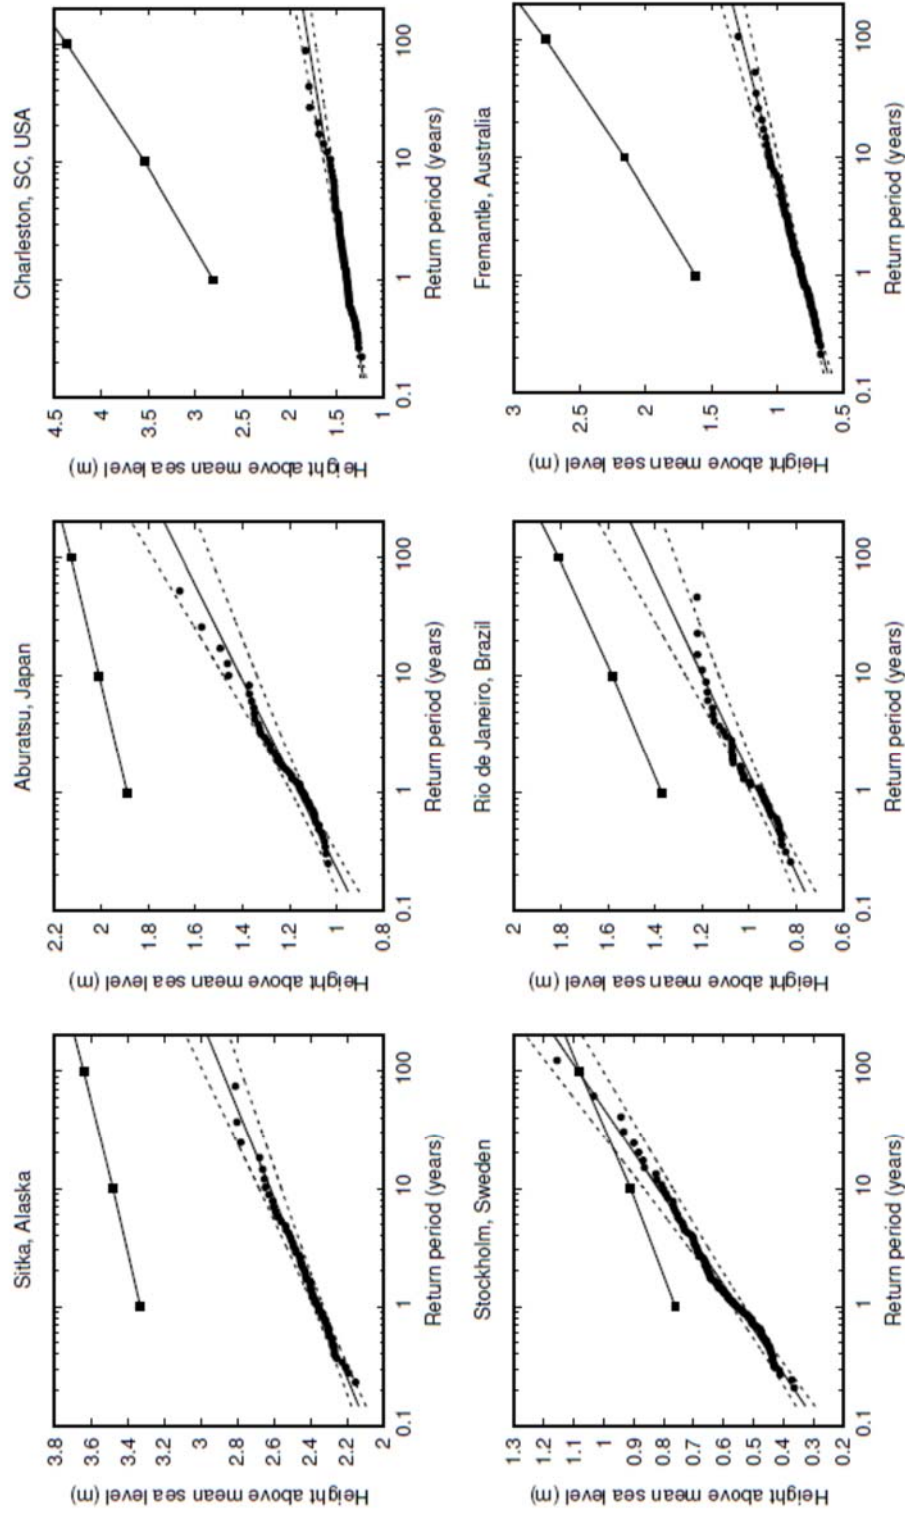 Sitka, Alaska
Height above mean sea level (m)
3.8
3.6
3.4
3.2
3
2.8
2.6
2.4
2.2
2
0.1 1 10 100
Return period (years)
Aburatsu, Japan
Height above mean sea level (m)
2.2
2
1.8
1.6
1.4
1.2
1
0.8
0.1 1 10 100
Return period (years)
Charleston, SC, USA
Height above mean sea level (m)
4.5
4
3.5
3
2.5
2
1.5
1
0.1 1 10 100
Return period (years)
Stockholm, Sweden
Height above mean sea level (m)
1.3
1.2
1.1
1
0.9
0.8
0.7
0.6
0.5
0.4
0.3
0.2
0.1 1 10 100
Return period (years)
Rio de Janeiro, Brazil
Height above mean sea level (m)
2
1.8
1.6
1.4
1.2
1
0.8
0.6
0.1 1 10 100
Return period (years)
Fremantle, Australia
Height above mean sea level (m)
3
2.5
2
1.5
1
0.5
0.1 1 10 100
Return period (years)